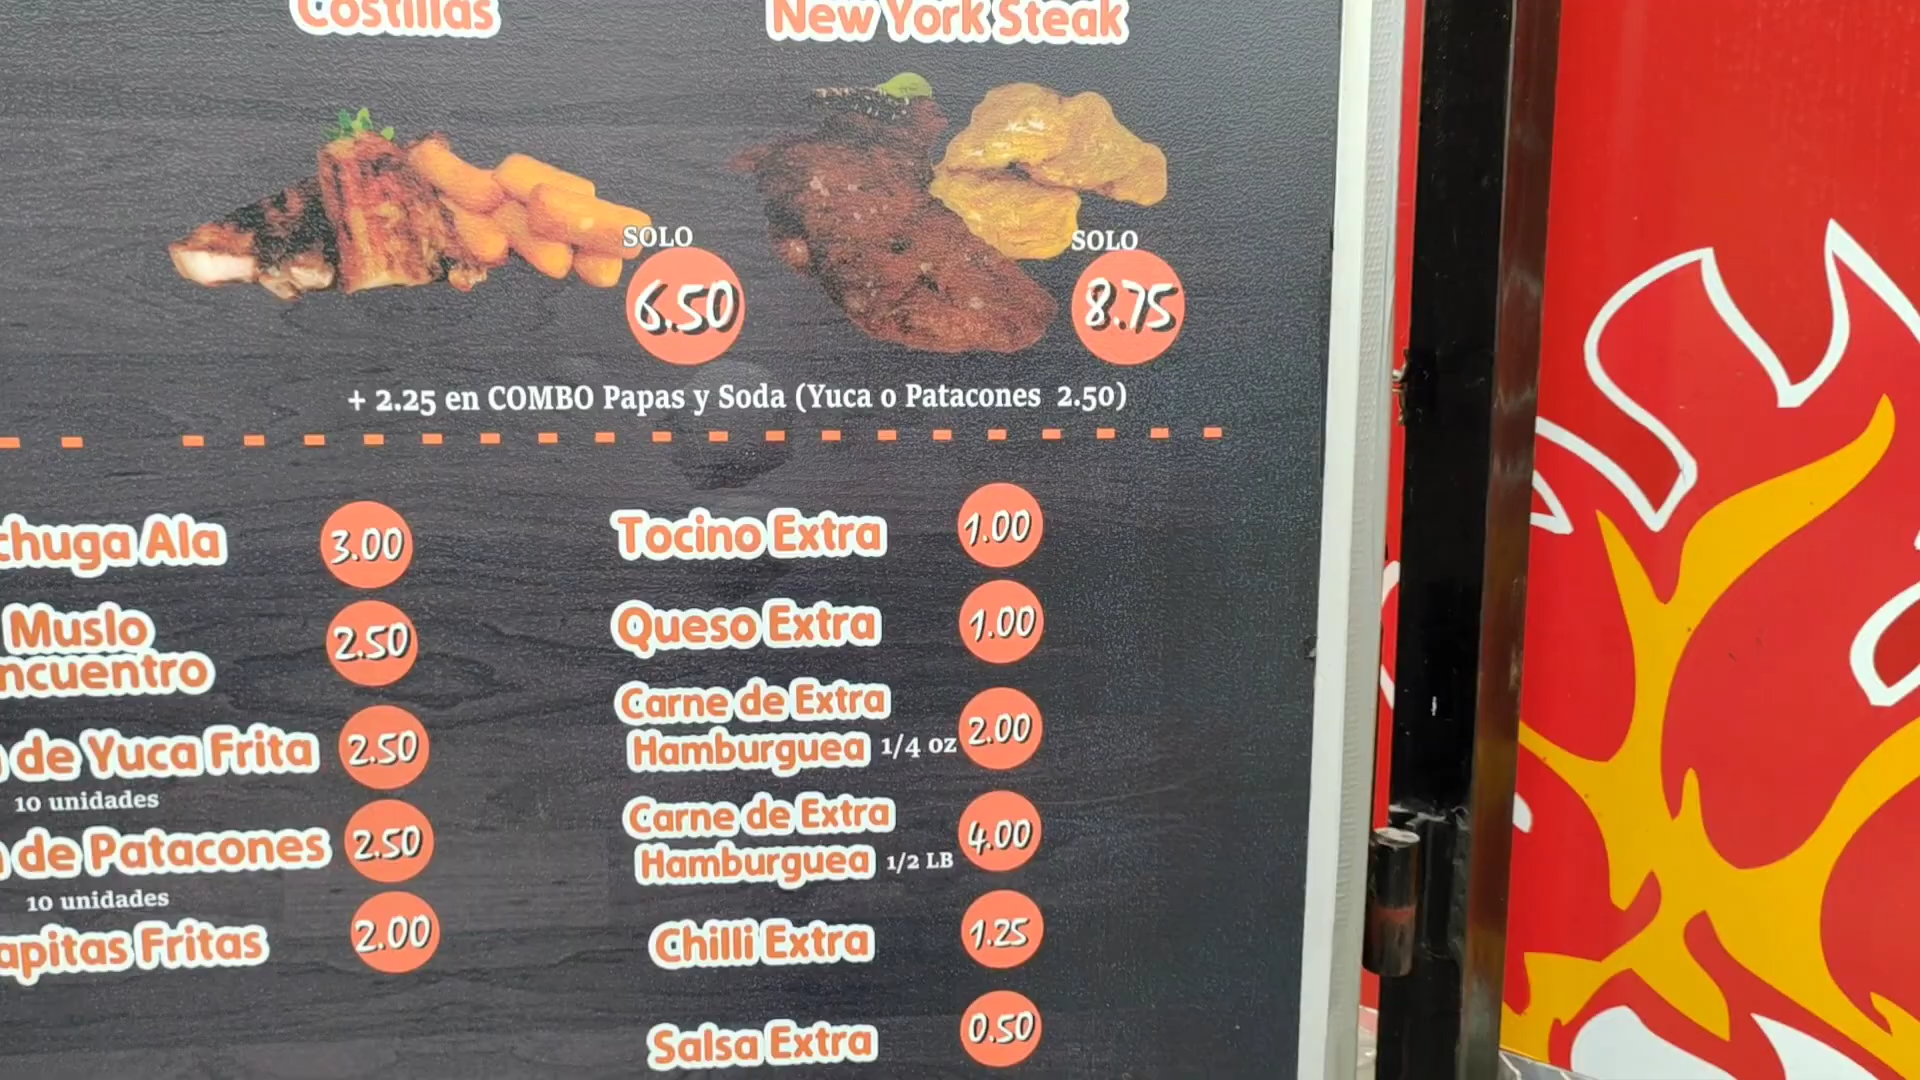 Costillas
New York Steak
SOLO
6.50
SOLO
8.75
+ 2.25 en COMBO Papas y Soda (Yuca o Patacones 2.50)
Ala
3.00
Muslo
2.50
de Yuca Frita
2.50
10 unidades
de Patacones
2.50
10 unidades
Fritas
2.00
Tocino Extra
1.00
Queso Extra
1.00
Carne de Extra
Hamburguea 1/4 oz
2.00
Carne de Extra
Hamburguea 1/2 LB
4.00
Chilli Extra
1.25
Salsa Extra
0.50